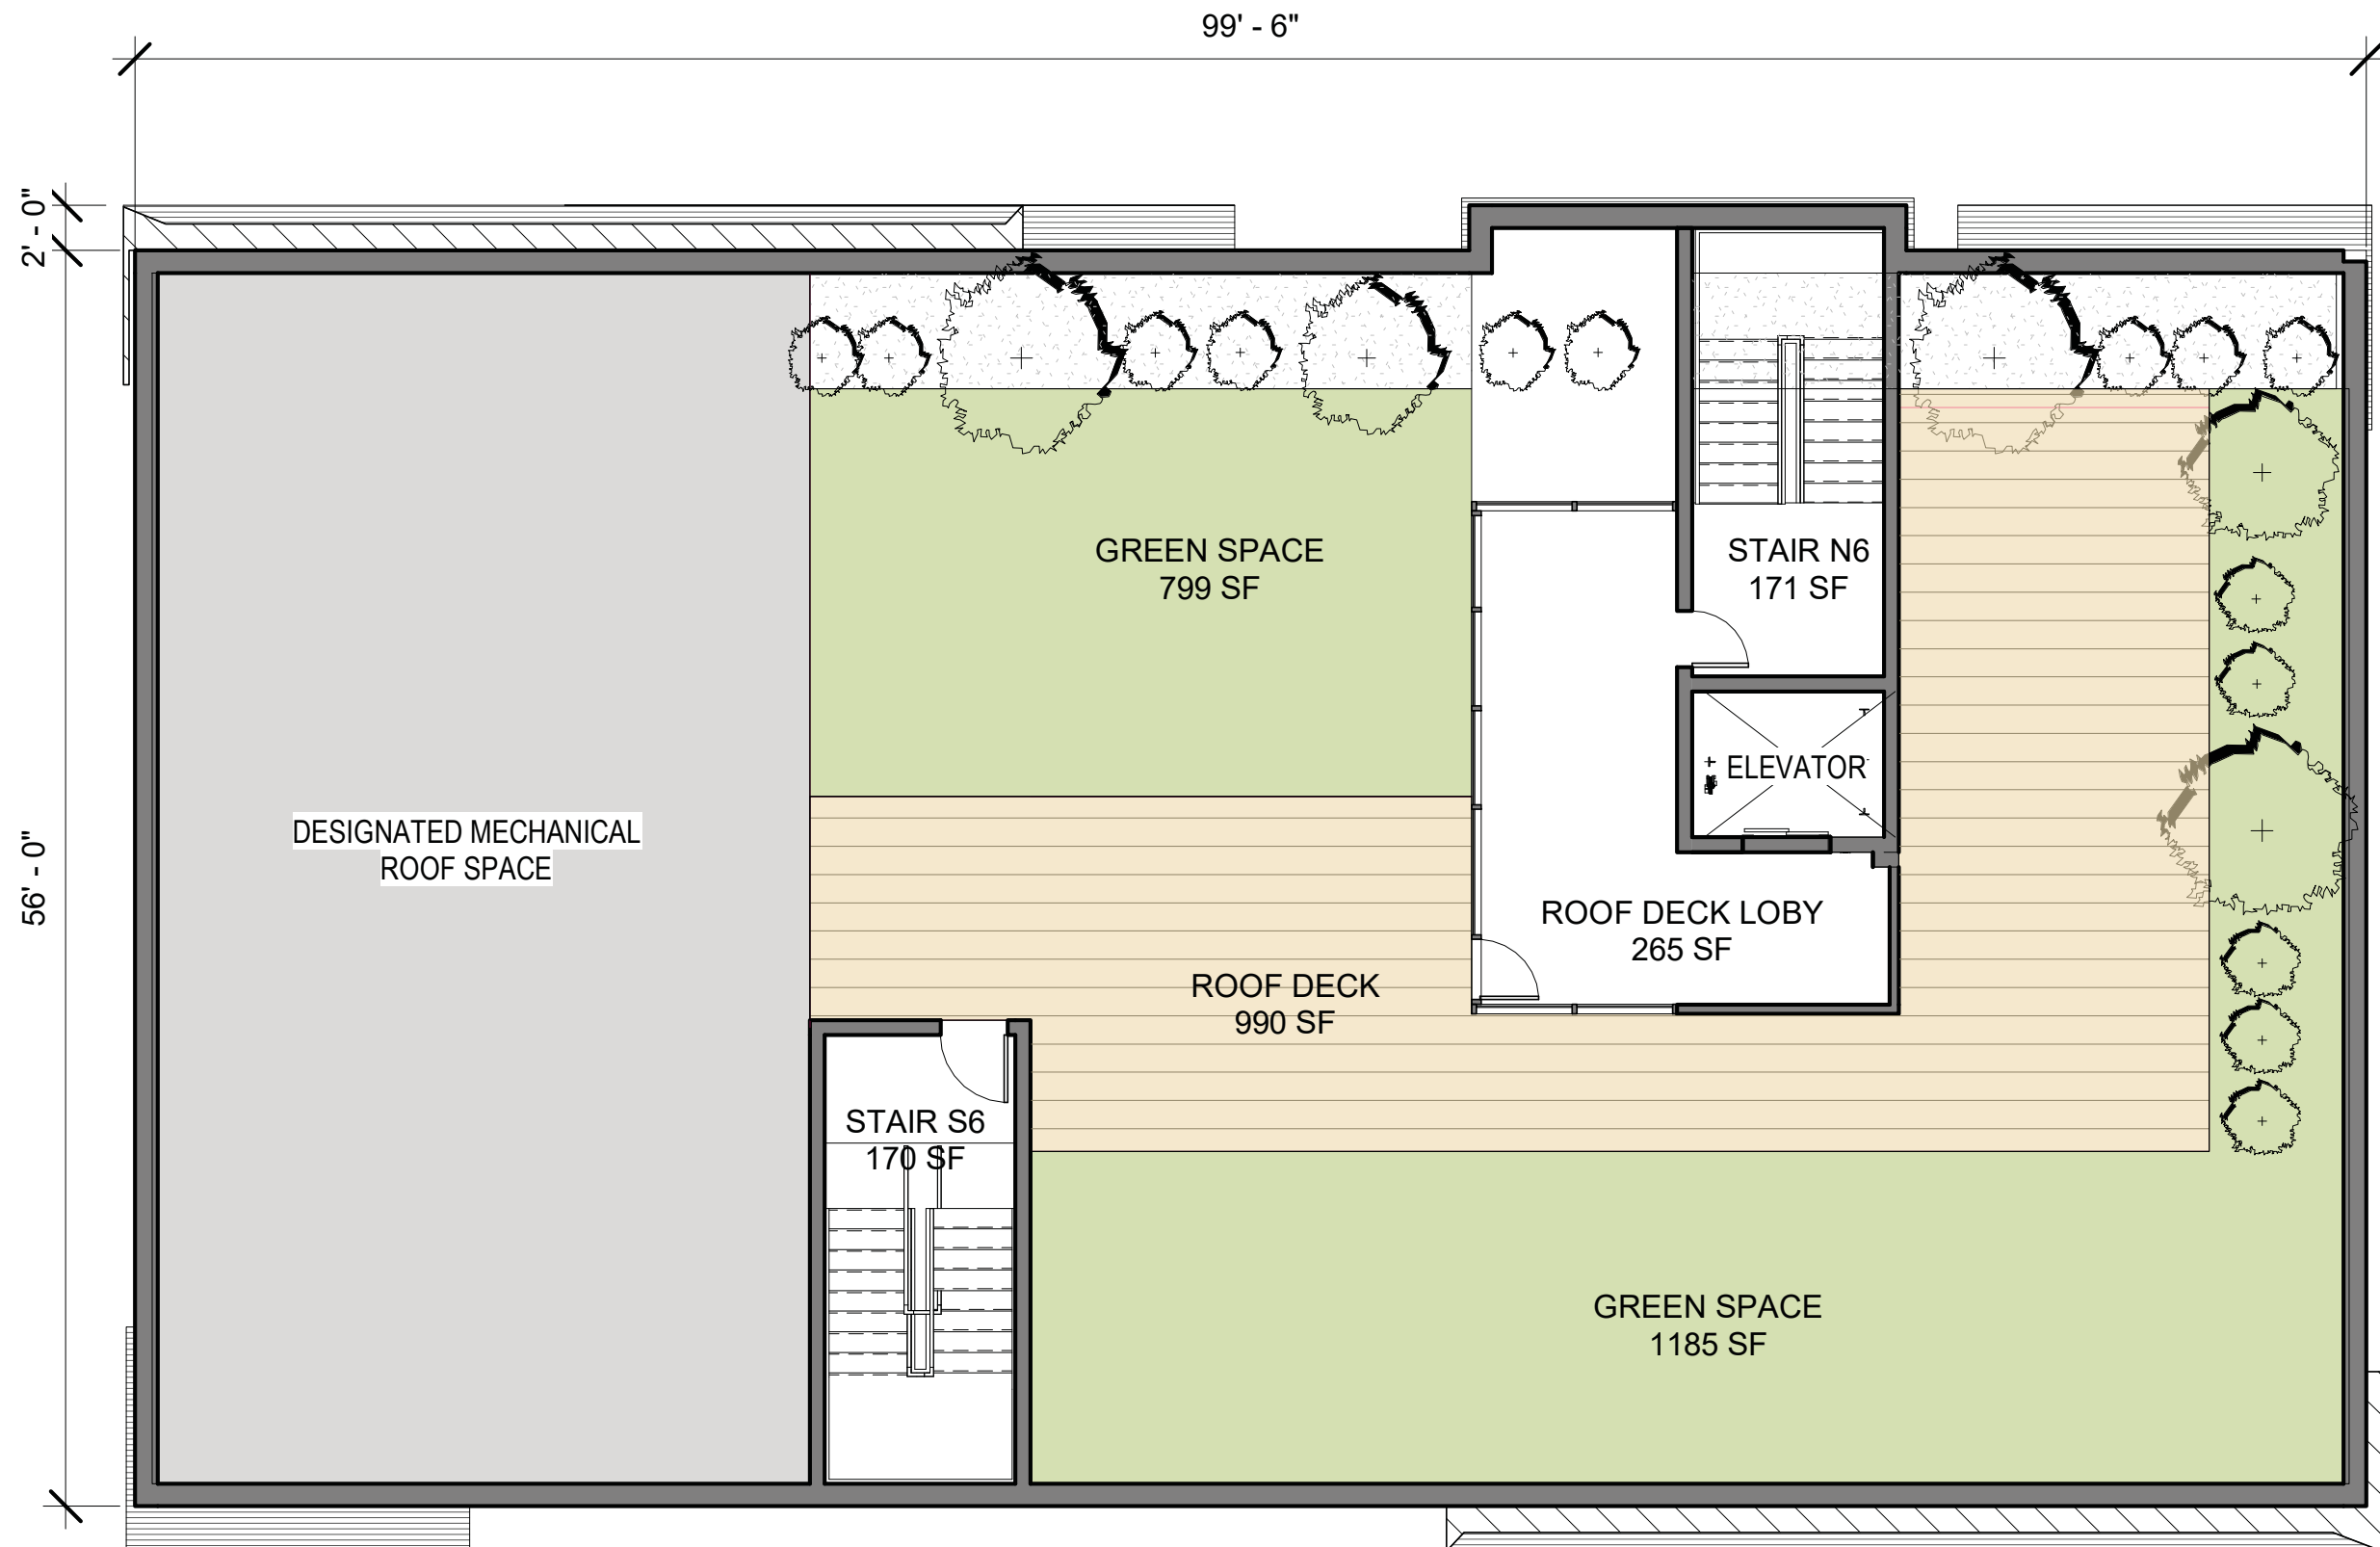 99' - 6"
2' - 0"
56' - 0"
GREEN SPACE
799 SF
STAIR N6
171 SF
ELEVATOR
DESIGNATED MECHANICAL
ROOF SPACE
ROOF DECK LOBY
265 SF
ROOF DECK
990 SF
STAIR S6
170 SF
GREEN SPACE
1185 SF